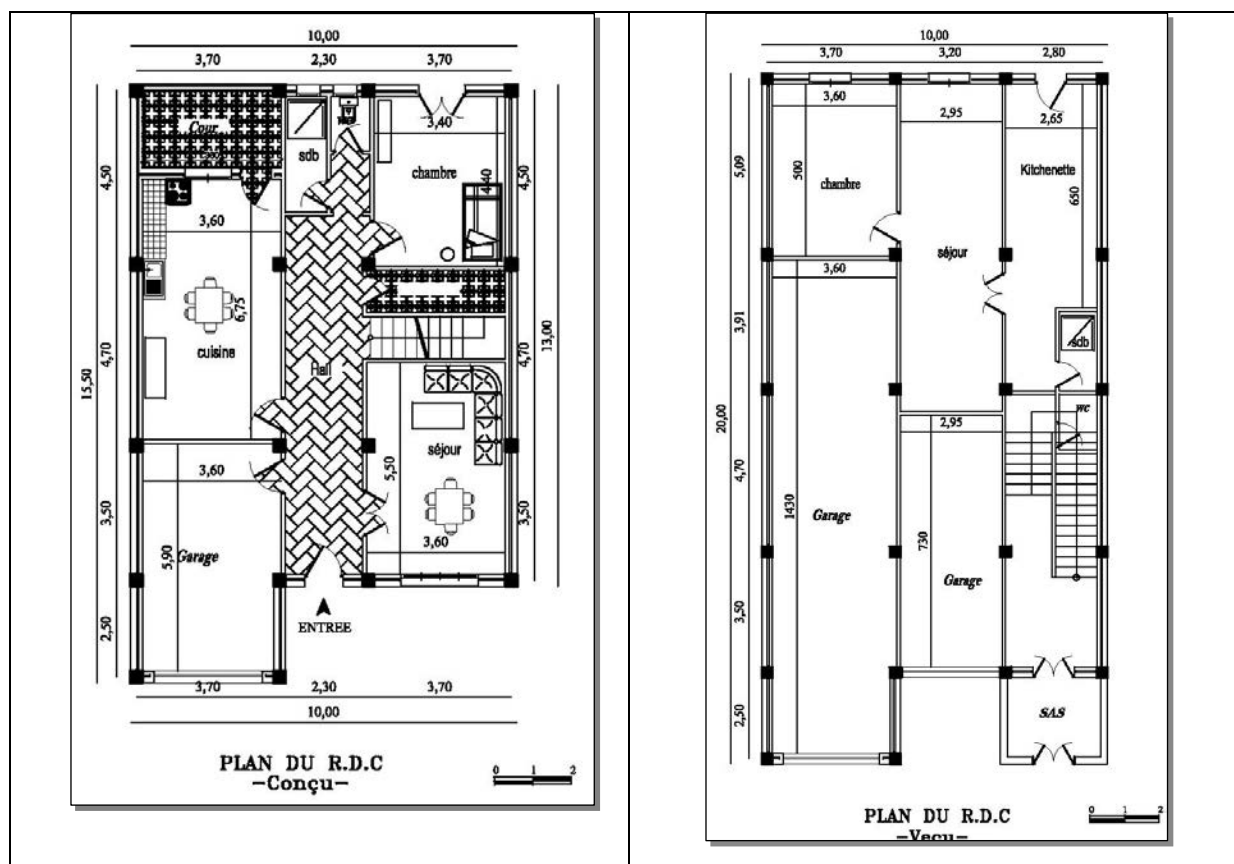 10,00
3,70 2,30 3,70
Cour
sdb
3,40
chambre
4,40
4,50
4,50
3,60
6,75
cuisine
Hall
4,70
4,70
15,50
13,00
séjour
5,50
3,60
3,60
3,50
3,50
Garage
5,90
2,50
ENTREE
3,70 2,30 3,70
10,00
PLAN DU R.D.C
-Conçu-
0 1 2
10,00
3,70 3,20 2,80
3,60
2,95
2,65
5,09
500
chambre
Kitchenette
650
séjour
3,60
3,91
sdb
wc
20,00
2,95
4,70
1430
Garage
730
Garage
3,50
2,50
SAS
PLAN DU R.D.C
-Veçu-
0 1 2